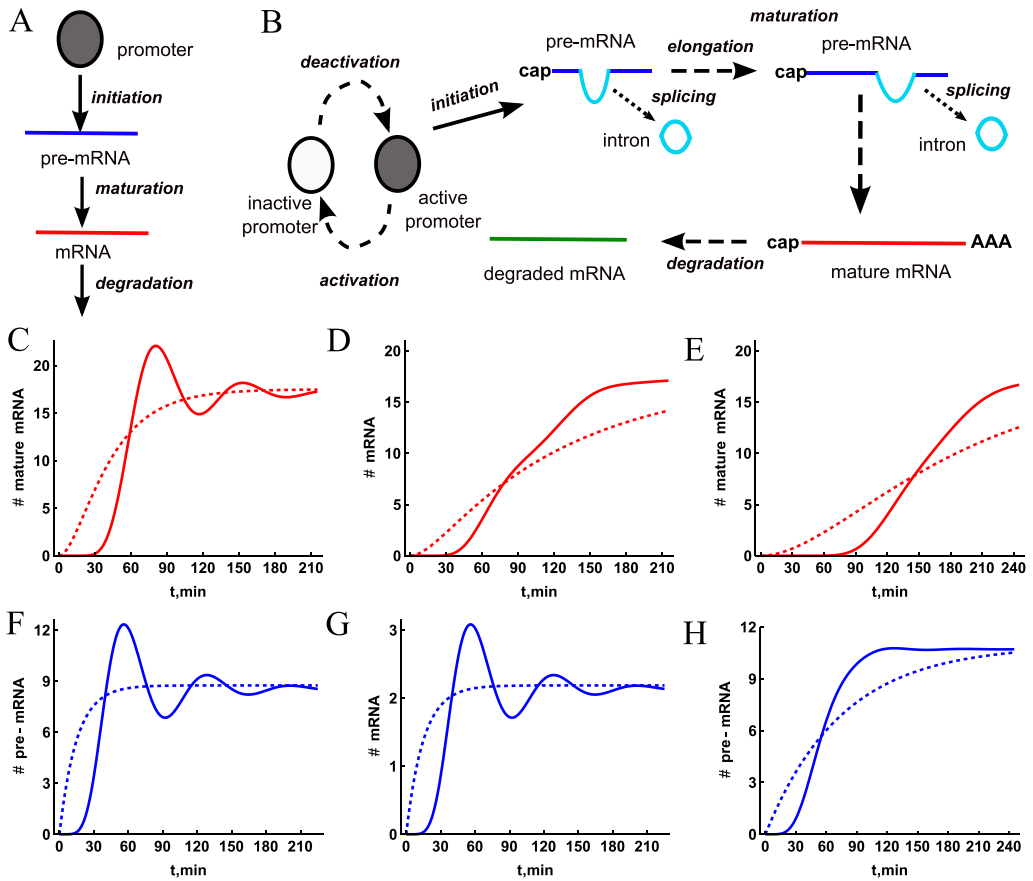 A
promoter
initiation
pre-mRNA
maturation
mRNA
degradation
B
deactivation
inactive
promoter
active
promoter
activation
initiation
pre-mRNA
cap
elongation
maturation
splicing
intron
pre-mRNA
cap
splicing
intron
cap
AAA
mature mRNA
degradation
degraded mRNA
C
# mature mRNA
20
15
10
5
0
0 30 60 90 120 150 180 210
t,min
D
# mRNA
20
15
10
5
0
0 30 60 90 120 150 180 210
t,min
E
# mature mRNA
20
15
10
5
0
0 30 60 90 120 150 180 210 240
t,min
F
# pre-mRNA
12
9
6
3
0
0 30 60 90 120 150 180 210
t,min
G
# mRNA
3
2
1
0
0 30 60 90 120 150 180 210
t,min
H
# pre-mRNA
12
9
6
3
0
0 30 60 90 120 150 180 210 240
t,min